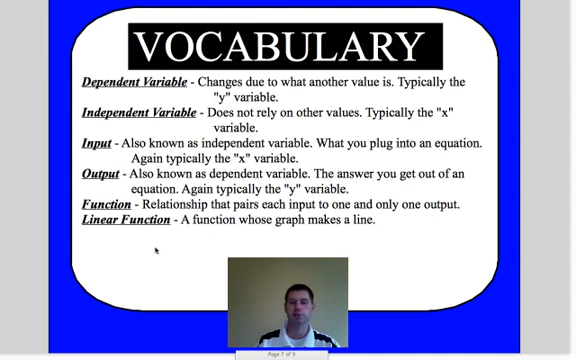 VOCABULARY
Dependent Variable - Changes due to what another value is. Typically the
"y" variable.
Independent Variable - Does not rely on other values. Typically the "x"
variable.
Input - Also known as independent variable. What you plug into an equation.
Again typically the "x" variable.
Output - Also known as dependent variable. The answer you get out of an
equation. Again typically the "y" variable.
Function - Relationship that pairs each input to one and only one output.
Linear Function - A function whose graph makes a line.
Page 7 of 9